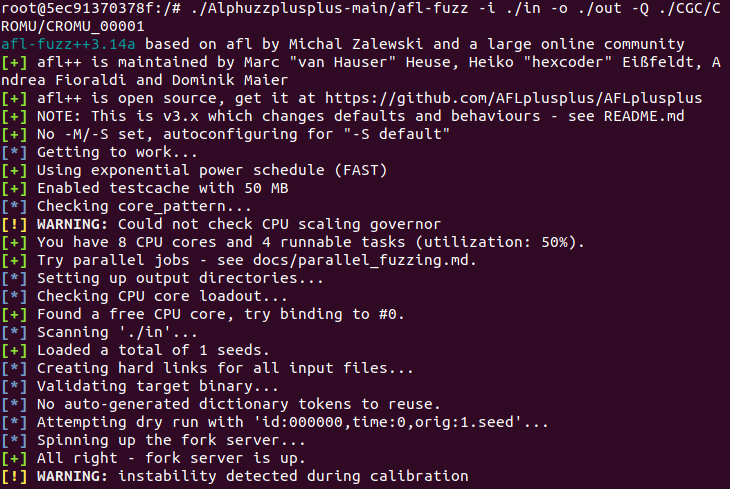 root@5ec91370378f:/# ./Alphuzzplusplus-main/afl-fuzz -i ./in -o ./out -Q ./CGC/C
ROMU/CROMU_00001
afl-fuzz++3.14a based on afl by Michal Zalewski and a large online community
[+] afl++ is maintained by Marc "van Hauser" Heuse, Heiko "hexcoder" Eißfeldt, A
ndrea Fioraldi and Dominik Maier
[+] afl++ is open source, get it at https://github.com/AFLplusplus/AFLplusplus
[+] NOTE: This is v3.x which changes defaults and behaviours - see README.md
[+] No -M/-S set, autoconfiguring for "-S default"
[*] Getting to work...
[+] Using exponential power schedule (FAST)
[+] Enabled testcache with 50 MB
[*] Checking core_pattern...
[!] WARNING: Could not check CPU scaling governor
[+] You have 8 CPU cores and 4 runnable tasks (utilization: 50%).
[+] Try parallel jobs - see docs/parallel_fuzzing.md.
[*] Setting up output directories...
[*] Checking CPU core loadout...
[+] Found a free CPU core, try binding to #0.
[*] Scanning './in'...
[+] Loaded a total of 1 seeds.
[*] Creating hard links for all input files...
[*] Validating target binary...
[*] No auto-generated dictionary tokens to reuse.
[*] Attempting dry run with 'id:000000,time:0,orig:1.seed'...
[*] Spinning up the fork server...
[+] All right - fork server is up.
[!] WARNING: instability detected during calibration